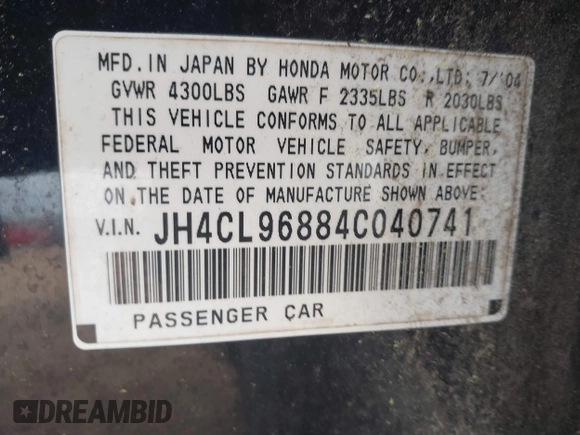 MFD. IN JAPAN BY HONDA MOTOR CO.,LTD: 7/'04
GVWR 4300LBS GAWR F 2335LBS R 2030LBS
THIS VEHICLE CONFORMS TO ALL APPLICABLE
FEDERAL MOTOR VEHICLE SAFETY, BUMPER,
AND THEFT PREVENTION STANDARDS IN EFFECT
ON THE DATE OF MANUFACTURE SHOWN ABOVE.
V.I.N. JH4CL96884C040741
PASSENGER CAR
DREAMBID